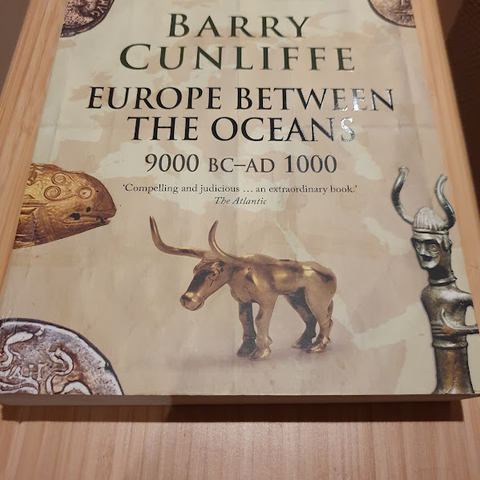 BARRY
CUNLIFFE
EUROPE BETWEEN
THE OCEANS
9000 BC–AD 1000
'Compelling and judicious ... an extraordinary book.'
The Atlantic